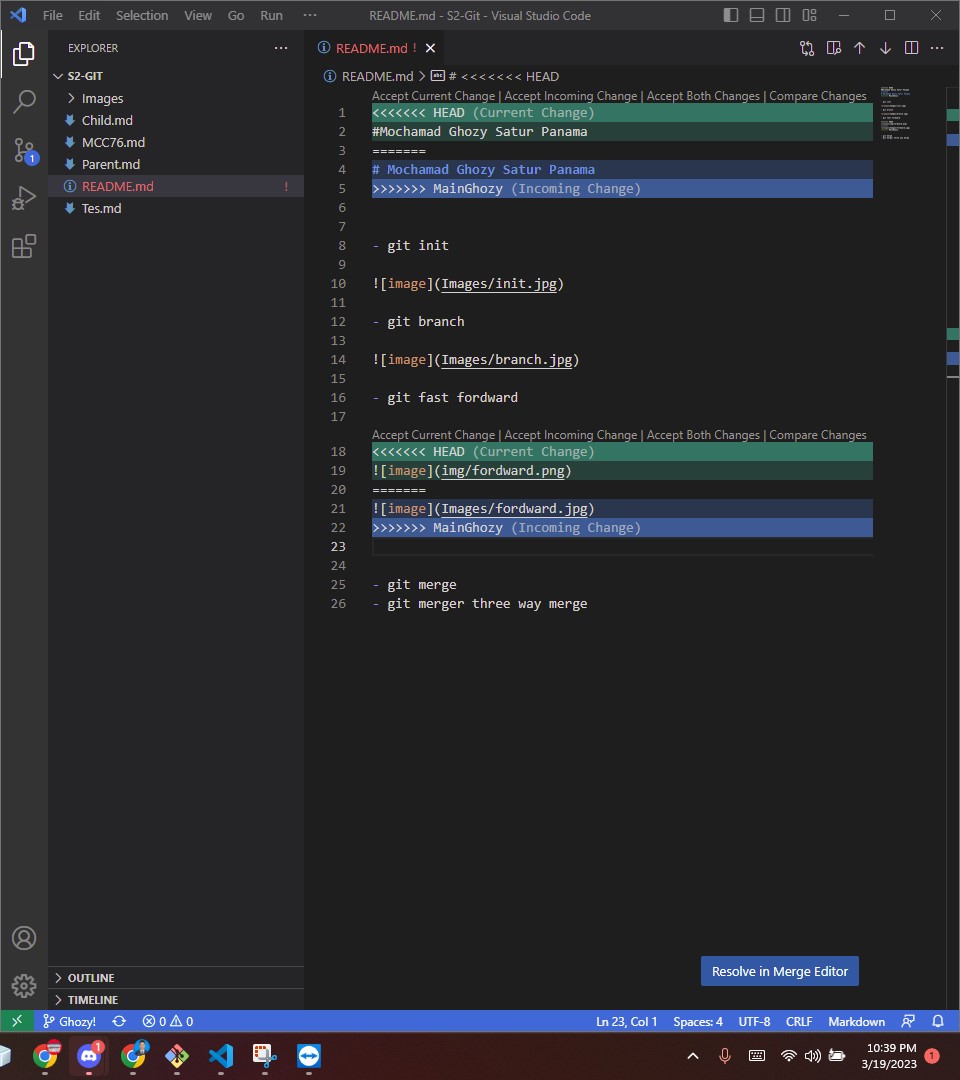 File Edit Selection View Go Run ··· README.md - S2-Git - Visual Studio Code
EXPLORER ···
S2-GIT
Images
Child.md
MCC76.md
Parent.md
README.md !
Tes.md
OUTLINE
TIMELINE
README.md !
README.md > # <<<<<<< HEAD
Accept Current Change | Accept Incoming Change | Accept Both Changes | Compare Changes
1 <<<<<<< HEAD (Current Change)
2 #Mochamad Ghozy Satur Panama
3 =======
4 # Mochamad Ghozy Satur Panama
5 >>>>>>> MainGhozy (Incoming Change)
6
7
8 - git init
9
10 ![image](Images/init.jpg)
11
12 - git branch
13
14 ![image](Images/branch.jpg)
15
16 - git fast fordward
17
Accept Current Change | Accept Incoming Change | Accept Both Changes | Compare Changes
18 <<<<<<< HEAD (Current Change)
19 ![image](img/fordward.png)
20 =======
21 ![image](Images/fordward.jpg)
22 >>>>>>> MainGhozy (Incoming Change)
23
24
25 - git merge
26 - git merger three way merge
Resolve in Merge Editor
1
Ghozy! 0 0 Ln 23, Col 1 Spaces: 4 UTF-8 CRLF Markdown
1
10:39 PM
3/19/2023
1